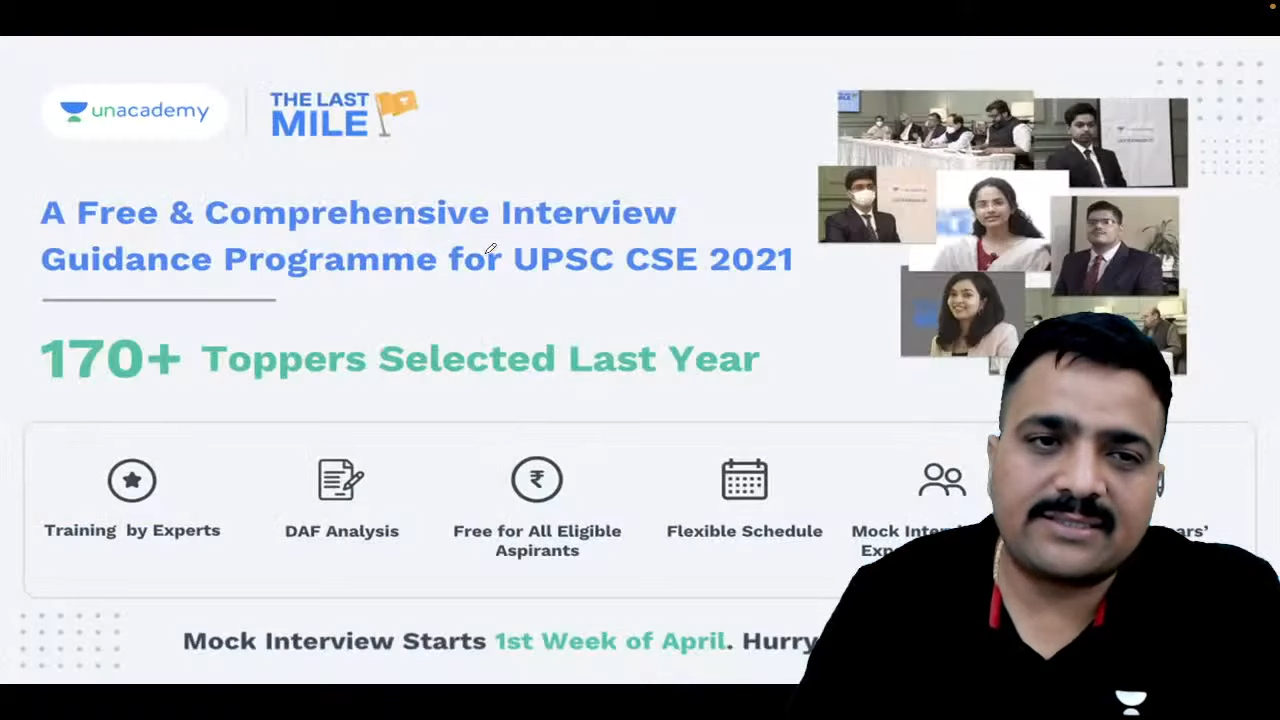 unacademy
THE LAST
MILE
A Free & Comprehensive Interview
Guidance Programme for UPSC CSE 2021
170+ Toppers Selected Last Year
Training by Experts
DAF Analysis
Free for All Eligible
Aspirants
Flexible Schedule
Mock
Mock Interview Starts 1st Week of April. Hurry